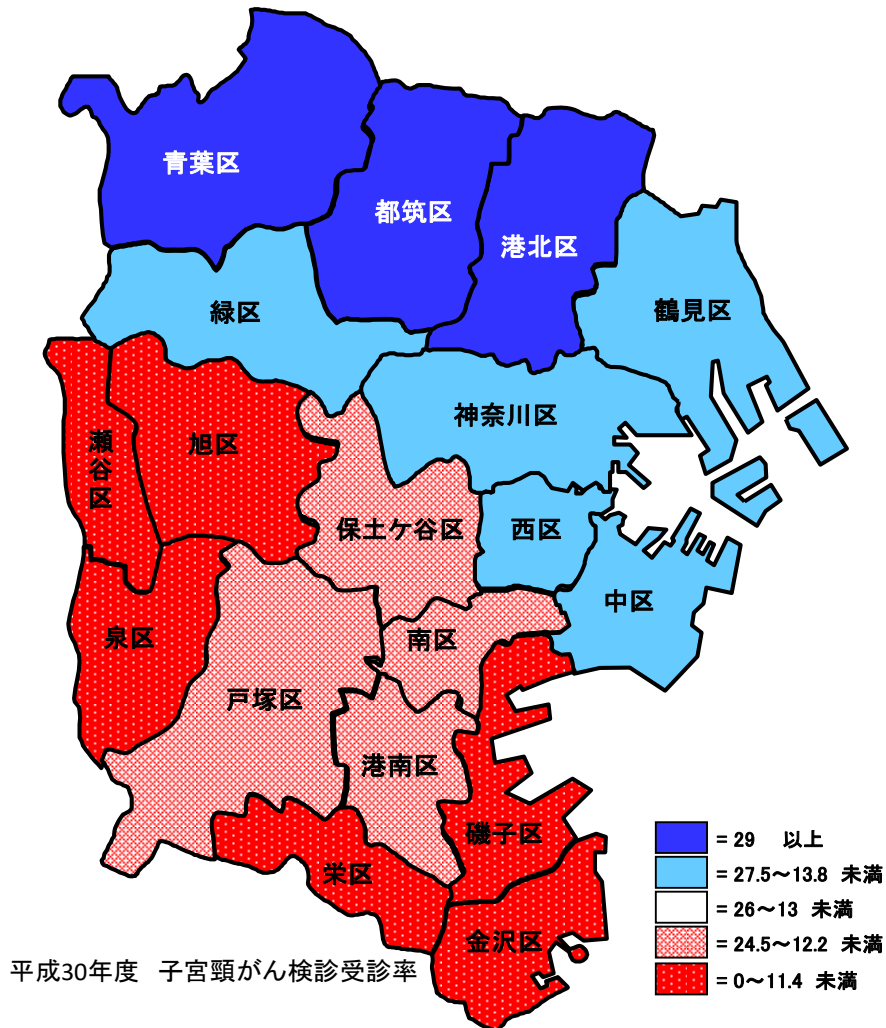 青葉区
都筑区
港北区
緑区
鶴見区
神奈川区
瀬谷区
旭区
保土ケ谷区
西区
中区
泉区
南区
戸塚区
港南区
磯子区
栄区
金沢区
= 29 以上
= 27.5～13.8 未満
= 26～13 未満
= 24.5～12.2 未満
= 0～11.4 未満
平成30年度 子宮頸がん検診受診率